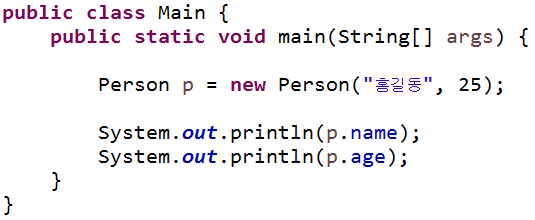 public class Main {
    public static void main(String[] args) {
        Person p = new Person("홍길동", 25);
        System.out.println(p.name);
        System.out.println(p.age);
    }
}